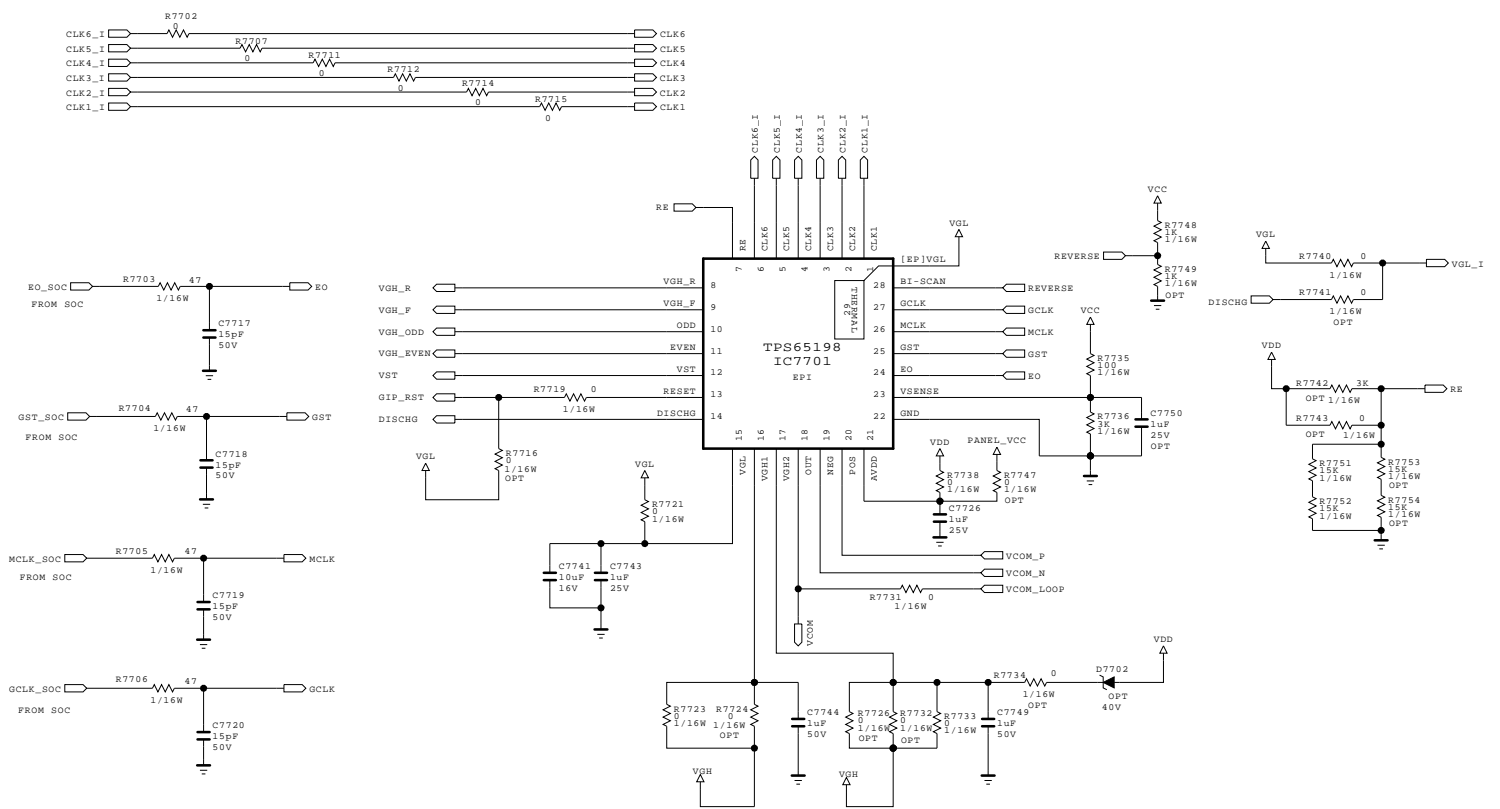 R7702
0
CLK6_I
CLK6
R7707
0
CLK5_I
CLK5
R7711
0
CLK4_I
CLK4
R7712
0
CLK3_I
CLK3
R7714
0
CLK2_I
CLK2
R7715
0
CLK1_I
CLK1
EO_SOC
FROM SOC
R7703
47
1/16W
EO
C7717
15pF
50V
GST_SOC
FROM SOC
R7704
47
1/16W
GST
C7718
15pF
50V
MCLK_SOC
FROM SOC
R7705
47
1/16W
MCLK
C7719
15pF
50V
GCLK_SOC
FROM SOC
R7706
47
1/16W
GCLK
C7720
15pF
50V
CLK6_I
CLK5_I
CLK4_I
CLK3_I
CLK2_I
CLK1_I
RE
RE
CLK6
CLK5
CLK4
CLK3
CLK2
CLK1
VGL
[EP]VGL
7
6
5
4
3
2
1
VGH_R
VGH_R
8
VGH_F
VGH_F
9
VGH_ODD
ODD
10
VGH_EVEN
EVEN
11
VST
VST
12
GIP_RST
R7719
0
1/16W
RESET
13
DISCHG
DISCHG
14
THERMAL
29
TPS65198
IC7701
EPI
28
BI-SCAN
REVERSE
27
GCLK
GCLK
26
MCLK
MCLK
25
GST
GST
24
EO
EO
23
VSENSE
22
GND
15
16
17
18
19
20
21
VGL
VGH1
VGH2
OUT
NEG
POS
AVDD
VGL
R7716
0
1/16W
OPT
VGL
R7721
0
1/16W
C7741
10uF
16V
C7743
1uF
25V
VDD
R7738
0
1/16W
PANEL_VCC
R7747
0
1/16W
OPT
C7726
1uF
25V
VCOM_P
VCOM_N
VCOM_LOOP
R7731
0
1/16W
VCOM
R7723
0
1/16W
R7724
0
1/16W
OPT
C7744
1uF
50V
VGH
R7726
0
1/16W
OPT
R7732
0
1/16W
OPT
R7733
0
1/16W
C7749
1uF
50V
VGH
R7734
0
1/16W
OPT
D7702
OPT
40V
VDD
VCC
R7735
100
1/16W
R7736
3K
1/16W
C7750
1uF
25V
OPT
VCC
R7748
1K
1/16W
REVERSE
R7749
1K
1/16W
OPT
VGL
R7740
0
1/16W
VGL_I
DISCHG
R7741
0
1/16W
OPT
VDD
R7742
3K
OPT
1/16W
RE
R7743
0
OPT
1/16W
R7751
15K
1/16W
R7752
15K
1/16W
R7753
15K
1/16W
OPT
R7754
15K
1/16W
OPT